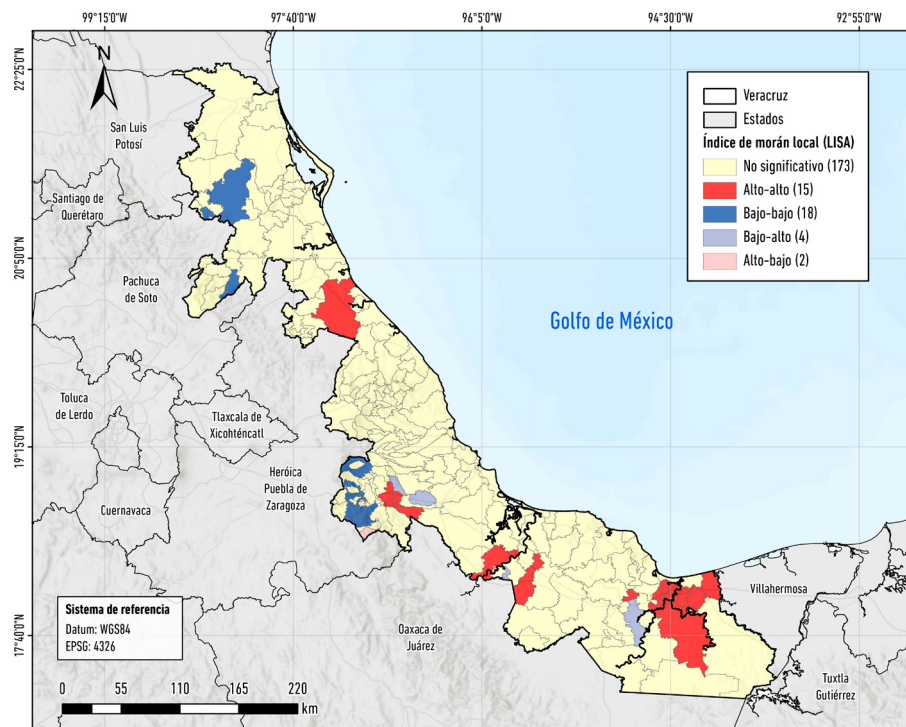 99°15'0"W
97°40'0"W
96°50'0"W
94°30'0"W
92°55'0"W
22°25'0"N
20°50'0"N
19°15'0"N
17°40'0"N
N
San Luis
Potosí
Santiago de
Querétaro
Pachuca
de Soto
Toluca
de Lerdo
Tlaxcala de
Xicohténcatl
Cuernavaca
Heróica
Puebla de
Zaragoza
Oaxaca de
Juárez
Villahermosa
Tuxtla
Gutiérrez
Golfo de México
Veracruz
Estados
Índice de morán local (LISA)
No significativo (173)
Alto-alto (15)
Bajo-bajo (18)
Bajo-alto (4)
Alto-bajo (2)
Sistema de referencia
Datum: WGS84
EPSG: 4326
0 55 110 165 220
km